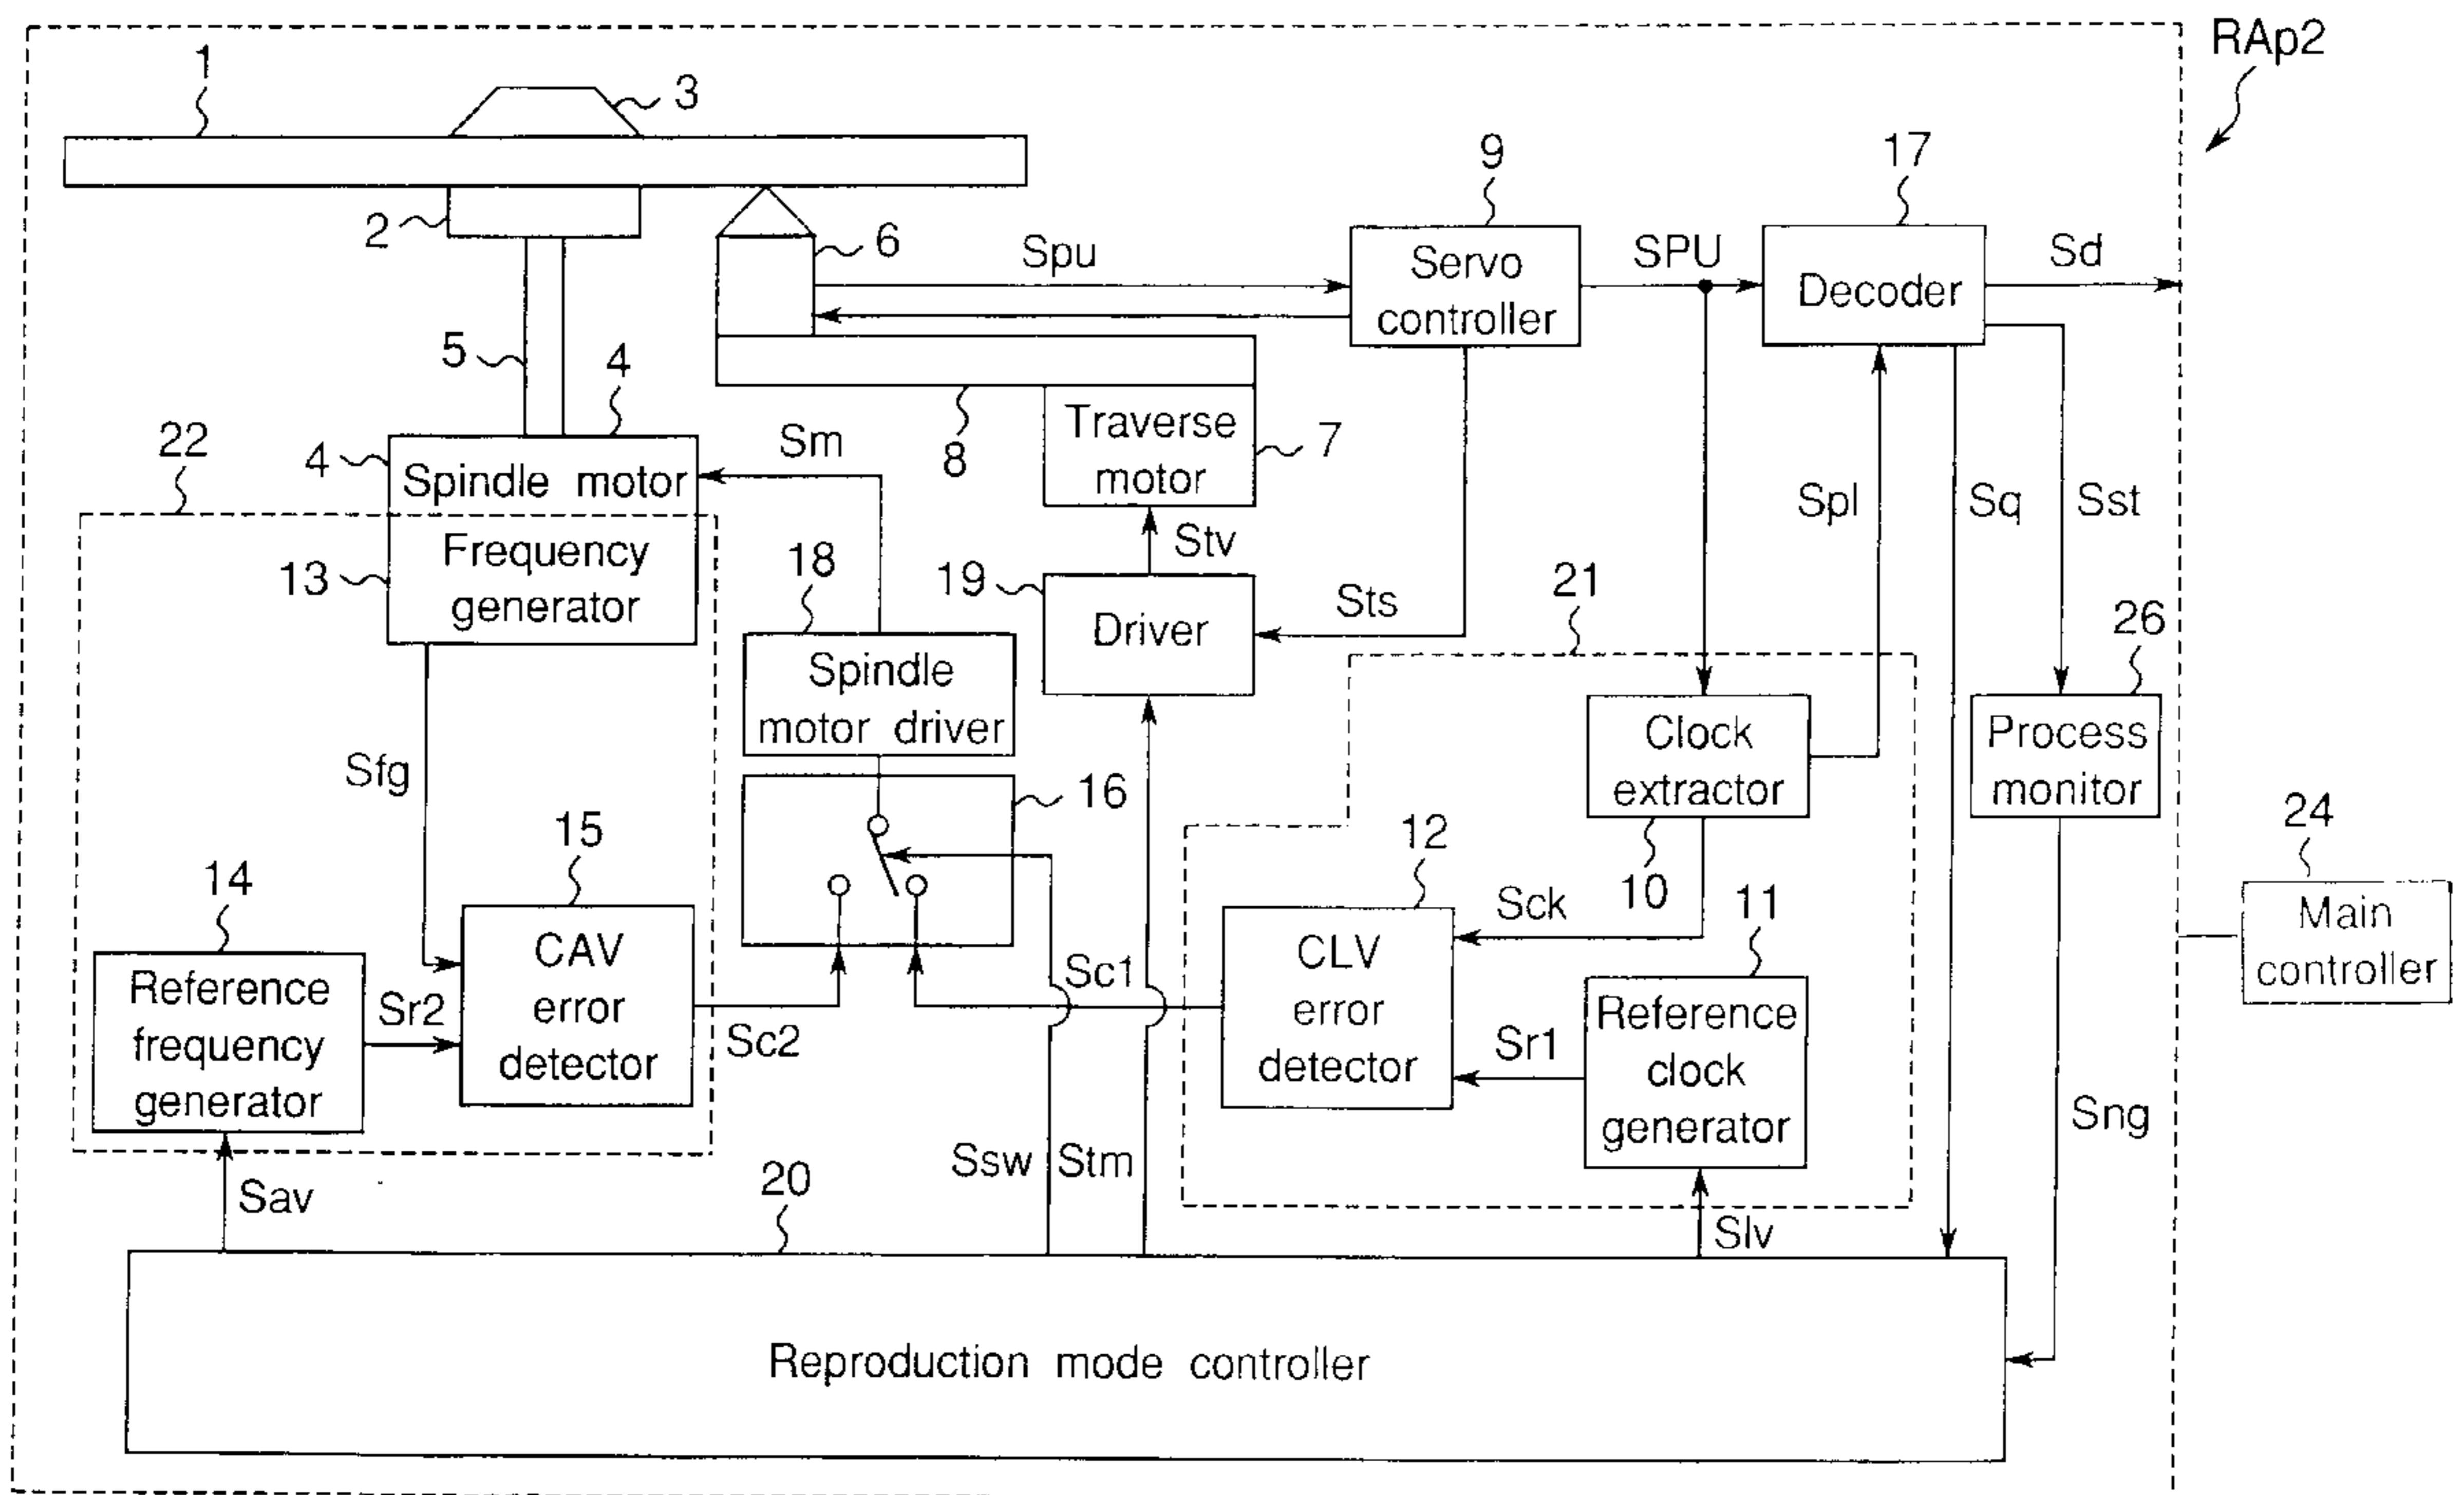 RAp2
1
3
9
17
2
6
Spu
Servo
controller
SPU
Decoder
Sd
5
4
22
4
Spindle motor
Sm
8
Traverse
motor
7
Spl
Sq
Sst
13
Frequency
generator
18
19
Stv
Driver
Sts
21
26
Spindle
motor driver
Clock
extractor
Process
monitor
Sfg
16
15
12
10
24
14
Sck
11
Main
controller
Reference
frequency
generator
Sr2
CAV
error
detector
Sc2
Sc1
CLV
error
detector
Sr1
Reference
clock
generator
Sng
Ssw
Stm
Sav
20
Slv
Reproduction mode controller